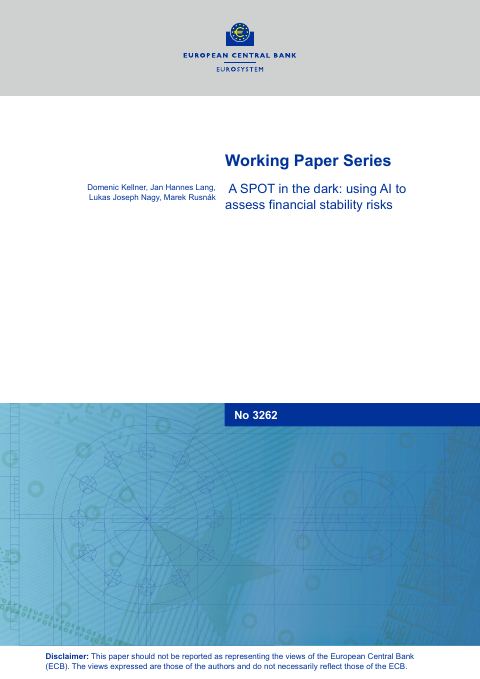 EUROPEAN CENTRAL BANK
EUROSYSTEM
Working Paper Series
Domenic Kellner, Jan Hannes Lang,
Lukas Joseph Nagy, Marek Rusnák
A SPOT in the dark: using AI to
assess financial stability risks
No 3262
Disclaimer: This paper should not be reported as representing the views of the European Central Bank
(ECB). The views expressed are those of the authors and do not necessarily reflect those of the ECB.